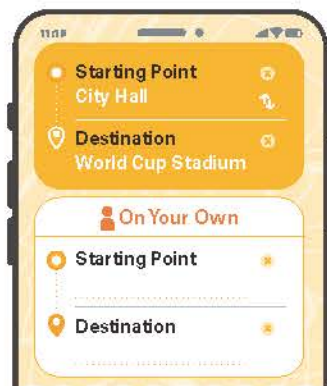 Starting Point
City Hall
Destination
World Cup Stadium
On Your Own
Starting Point
Destination